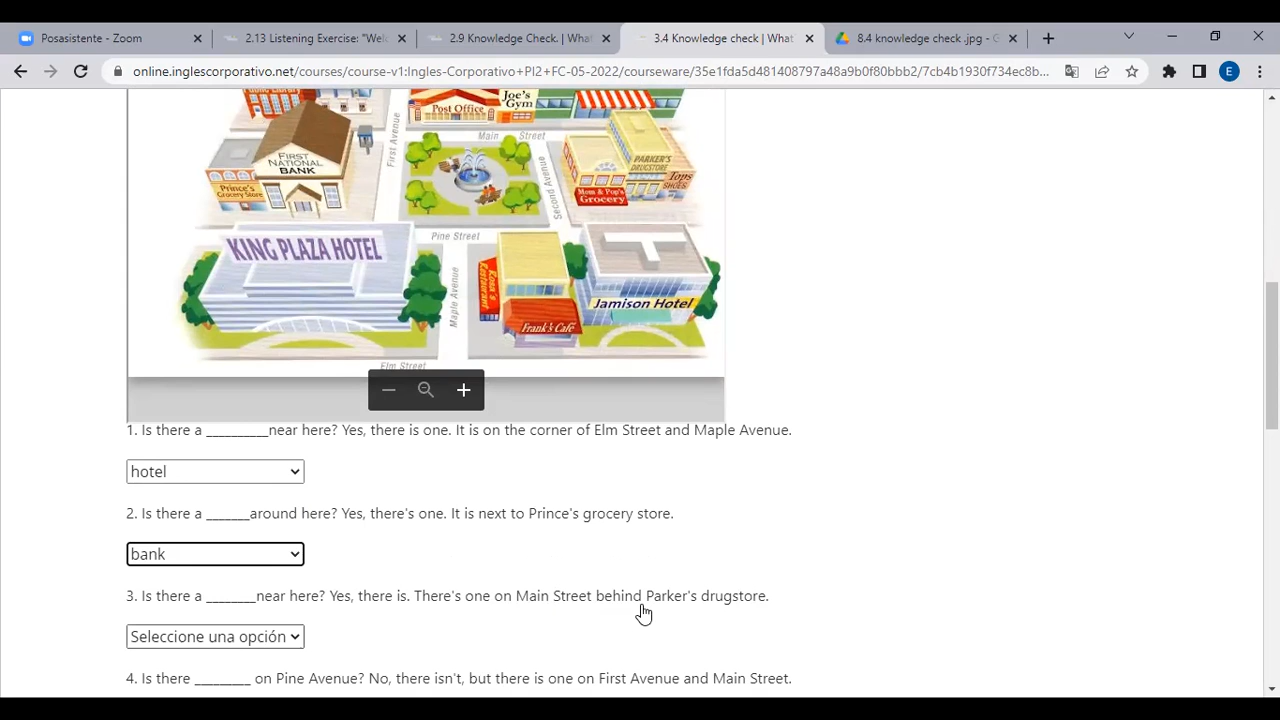 Posasistente - Zoom
2.13 Listening Exercise: "Welc
2.9 Knowledge Check. | What
3.4 Knowledge check | What
8.4 knowledge check .jpg - G
online.inglescorporativo.net/courses/course-v1:Ingles-Corporativo+PI2+FC-05-2022/courseware/35e1fda5d481408797a48a9b0f80bbb2/7cb4b1930f734ec8b...
E
Post Office
Joe's Gym
First Avenue
Main Street
FIRST NATIONAL BANK
Prince's Grocery Store
Second Avenue
PARKER'S DRUGSTORE
Mom & Pop's Grocery
Tops SHOES
Pine Street
KING PLAZA HOTEL
Maple Avenue
Rosa's Restaurant
Frank's Café
Jamison Hotel
Elm Street
1. Is there a __________near here? Yes, there is one. It is on the corner of Elm Street and Maple Avenue.
hotel
2. Is there a _______around here? Yes, there's one. It is next to Prince's grocery store.
bank
3. Is there a ________near here? Yes, there is. There's one on Main Street behind Parker's drugstore.
Seleccione una opción
4. Is there _________ on Pine Avenue? No, there isn't, but there is one on First Avenue and Main Street.